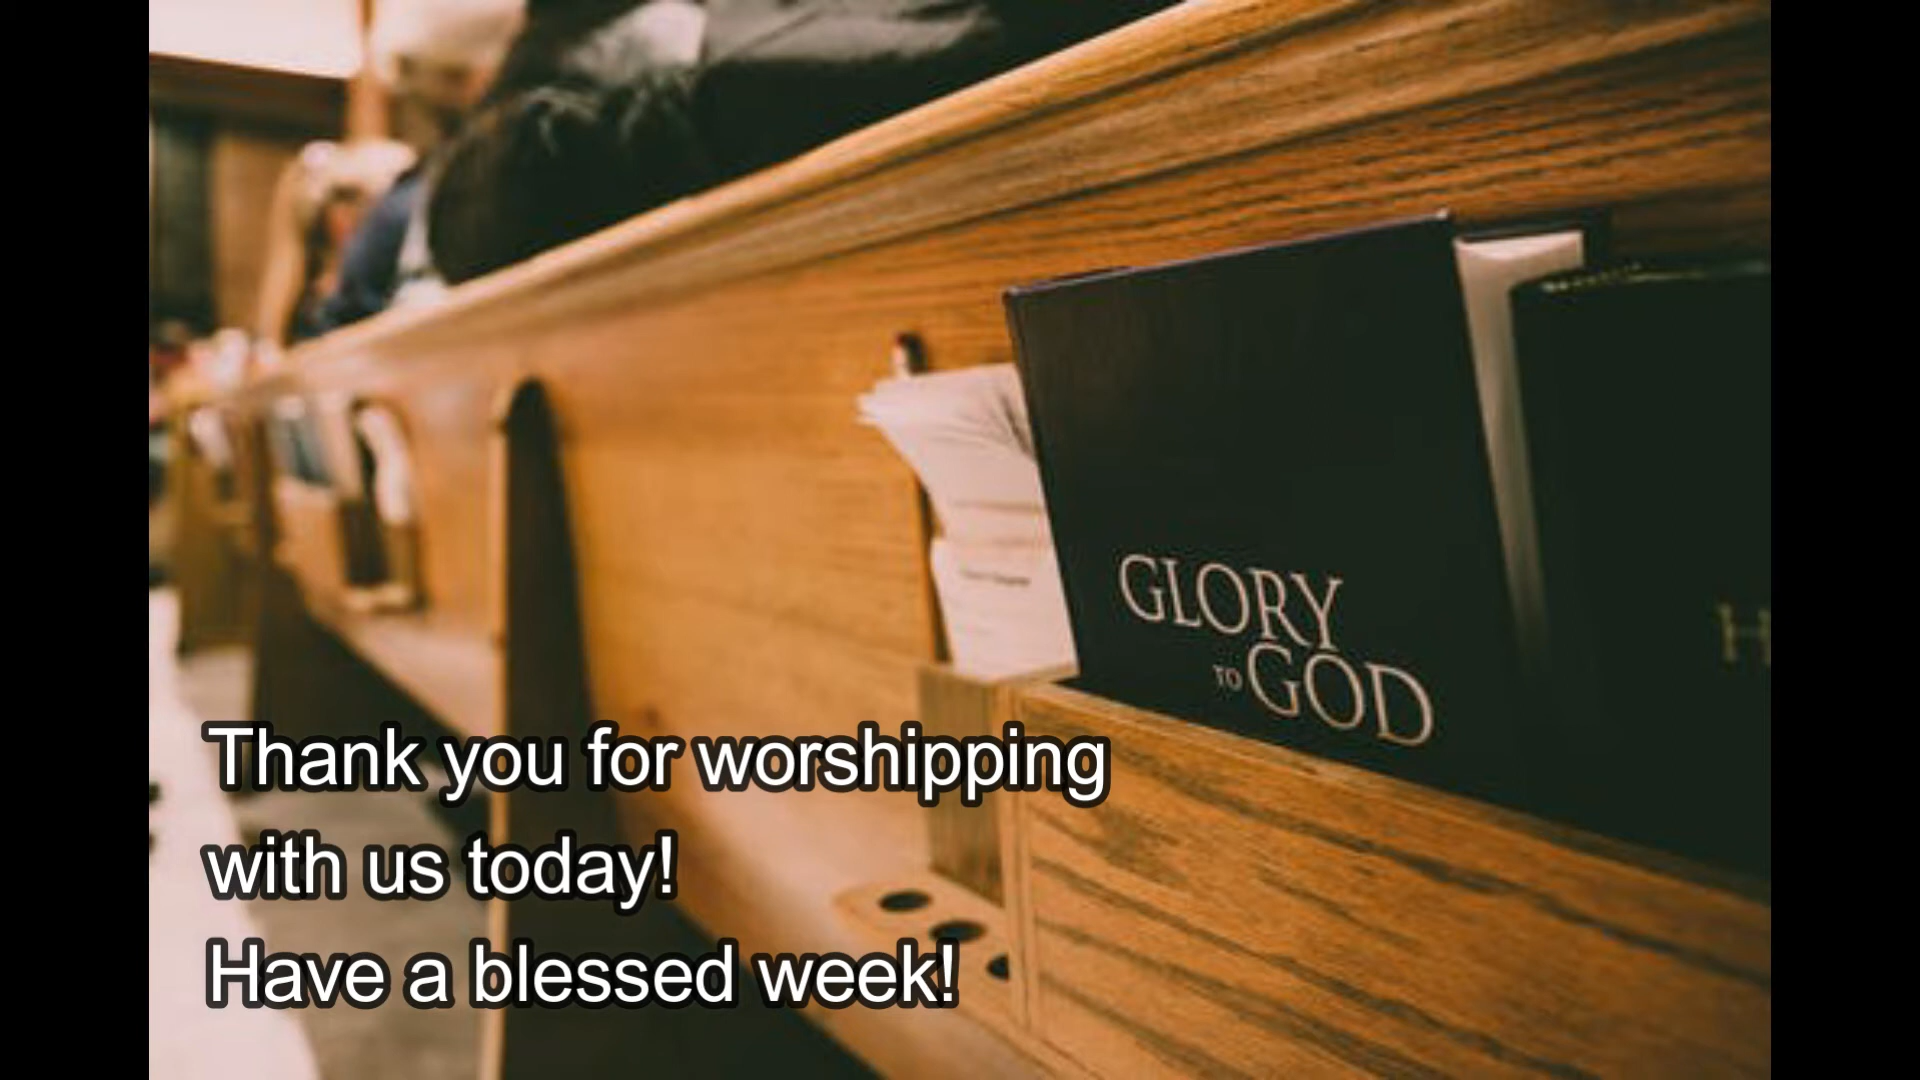 GLORY
TO GOD
H
Thank you for worshipping
with us today!
Have a blessed week!